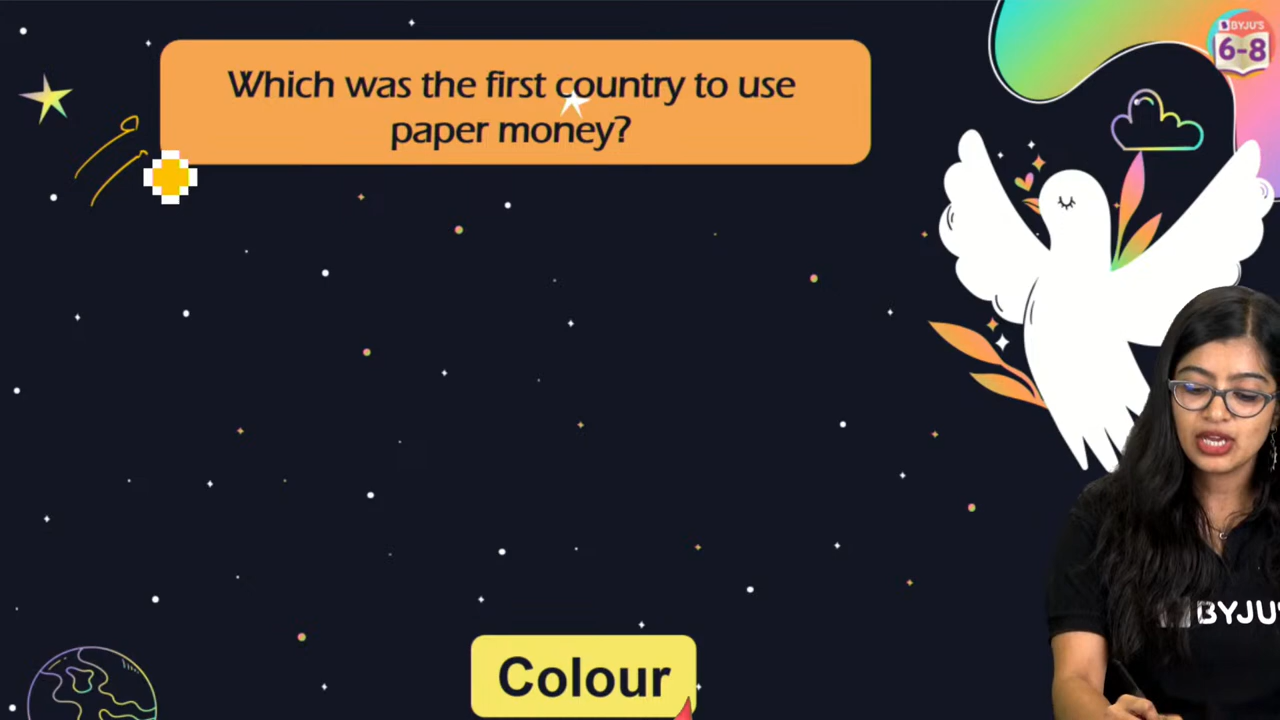 Which was the first country to use
paper money?
BYJU'S
6-8
BYJU'S
Colour